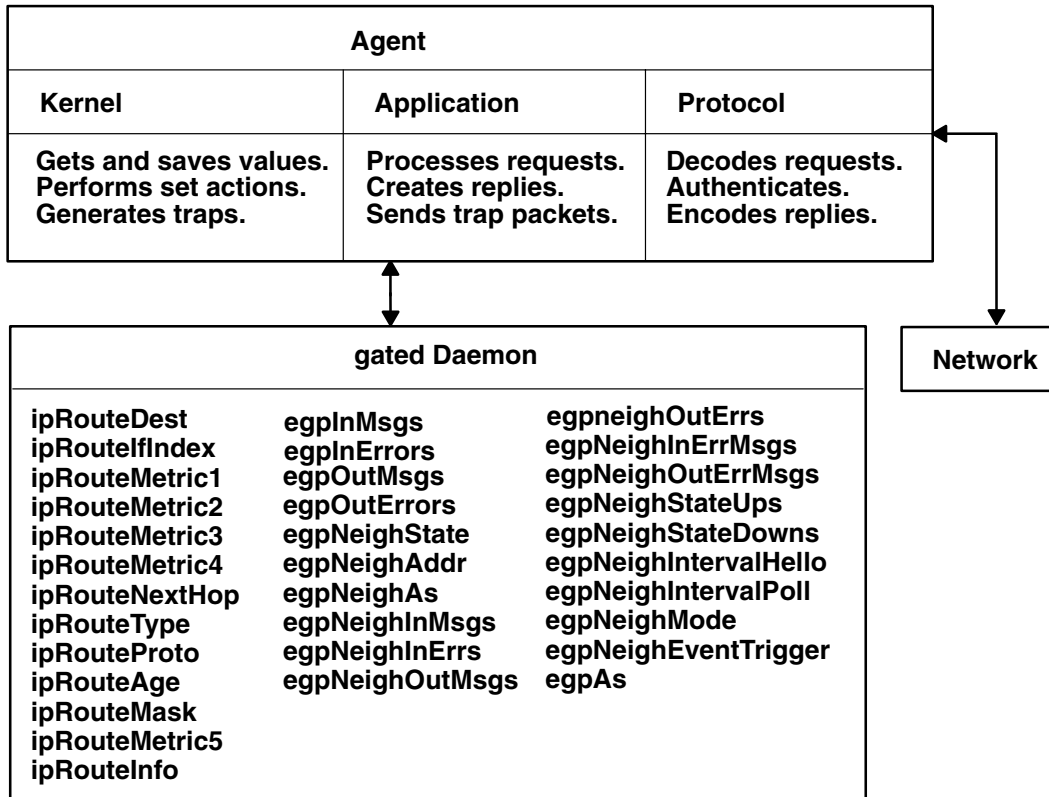 Agent
Kernel
Application
Protocol
Gets and saves values.
Performs set actions.
Generates traps.
Processes requests.
Creates replies.
Sends trap packets.
Decodes requests.
Authenticates.
Encodes replies.
Network
gated Daemon
ipRouteDest
ipRouteIfIndex
ipRouteMetric1
ipRouteMetric2
ipRouteMetric3
ipRouteMetric4
ipRouteNextHop
ipRouteType
ipRouteProto
ipRouteAge
ipRouteMask
ipRouteMetric5
ipRouteInfo
egpInMsgs
egpInErrors
egpOutMsgs
egpOutErrors
egpNeighState
egpNeighAddr
egpNeighAs
egpNeighInMsgs
egpNeighInErrs
egpNeighOutMsgs
egpneighOutErrs
egpNeighInErrMsgs
egpNeighOutErrMsgs
egpNeighStateUps
egpNeighStateDowns
egpNeighIntervalHello
egpNeighIntervalPoll
egpNeighMode
egpNeighEventTrigger
egpAs